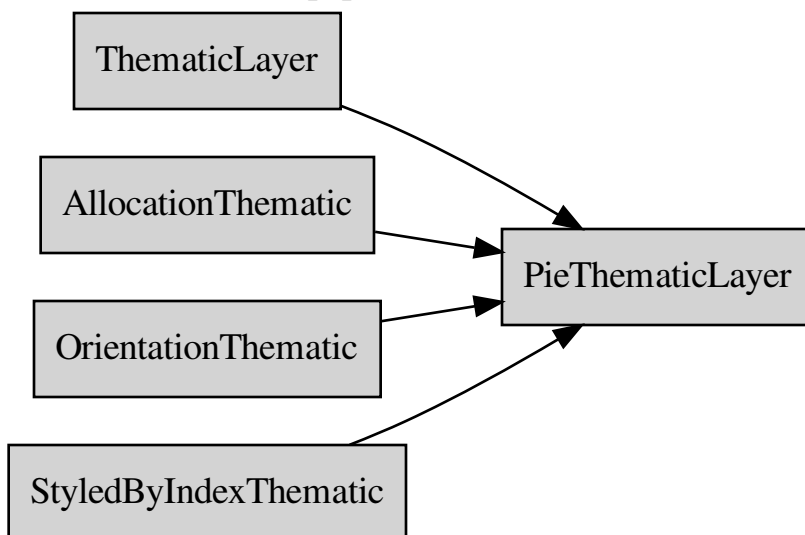 ThematicLayer
AllocationThematic
PieThematicLayer
OrientationThematic
StyledByIndexThematic